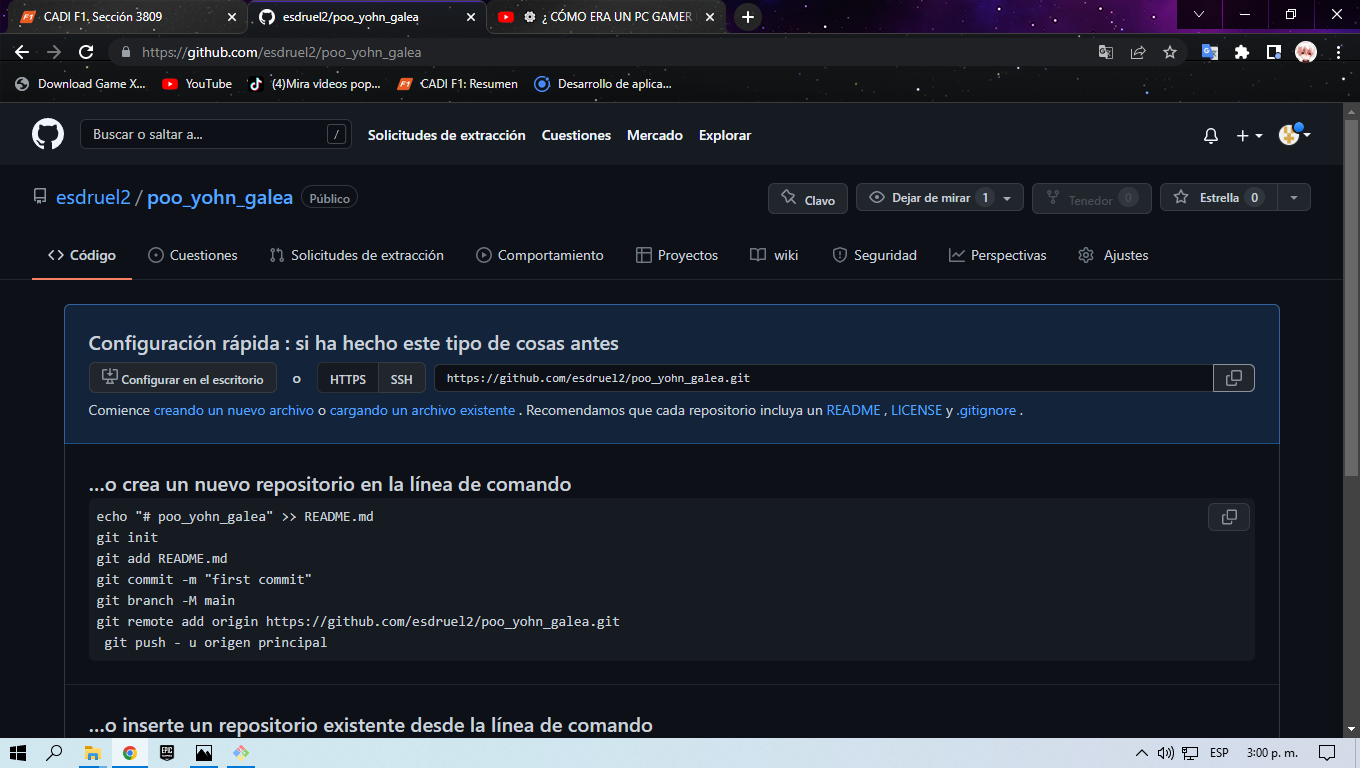 CADI F1. Sección 3809
esdruel2/poo_yohn_galea
¿ CÓMO ERA UN PC GAMER
https://github.com/esdruel2/poo_yohn_galea
Download Game X... YouTube (4)Mira videos pop... CADI F1: Resumen Desarrollo de aplica...
Buscar o saltar a... / Solicitudes de extracción Cuestiones Mercado Explorar
esdruel2 / poo_yohn_galea Público Clavo Dejar de mirar 1 Tenedor 0 Estrella 0
Código Cuestiones Solicitudes de extracción Comportamiento Proyectos wiki Seguridad Perspectivas Ajustes
Configuración rápida : si ha hecho este tipo de cosas antes
Configurar en el escritorio o HTTPS SSH https://github.com/esdruel2/poo_yohn_galea.git
Comience creando un nuevo archivo o cargando un archivo existente . Recomendamos que cada repositorio incluya un README , LICENSE y .gitignore .
...o crea un nuevo repositorio en la línea de comando
echo "# poo_yohn_galea" >> README.md
git init
git add README.md
git commit -m "first commit"
git branch -M main
git remote add origin https://github.com/esdruel2/poo_yohn_galea.git
git push - u origen principal
...o inserte un repositorio existente desde la línea de comando
EPIC GAMES ESP 3:00 p. m.